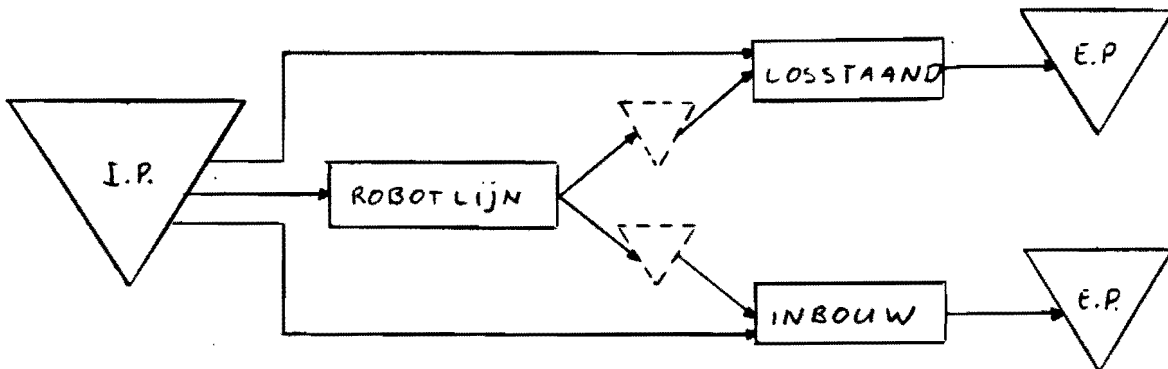 E.P
LOSSTAAND
I.P.
ROBOTLIJN
E.P.
INBOUW